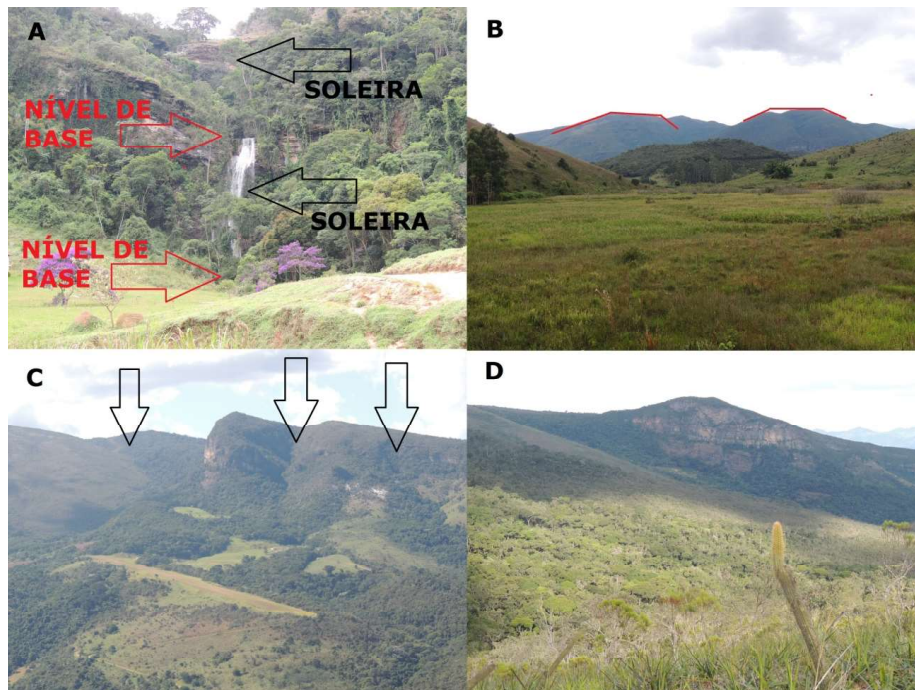 A
SOLEIRA
NÍVEL DE
BASE
SOLEIRA
NÍVEL DE
BASE
B
C
D